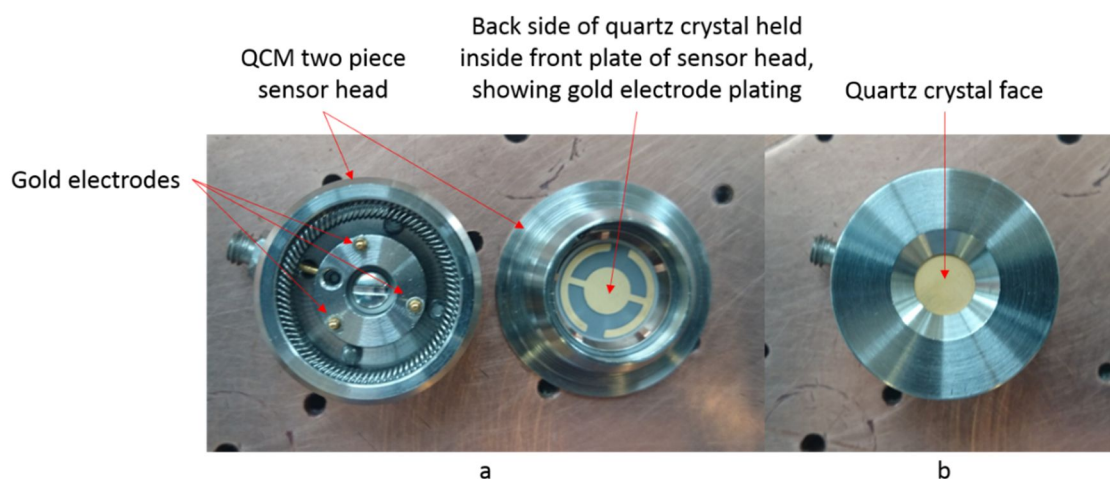 QCM two piece
sensor head
Back side of quartz crystal held
inside front plate of sensor head,
showing gold electrode plating
Quartz crystal face
Gold electrodes
a
b